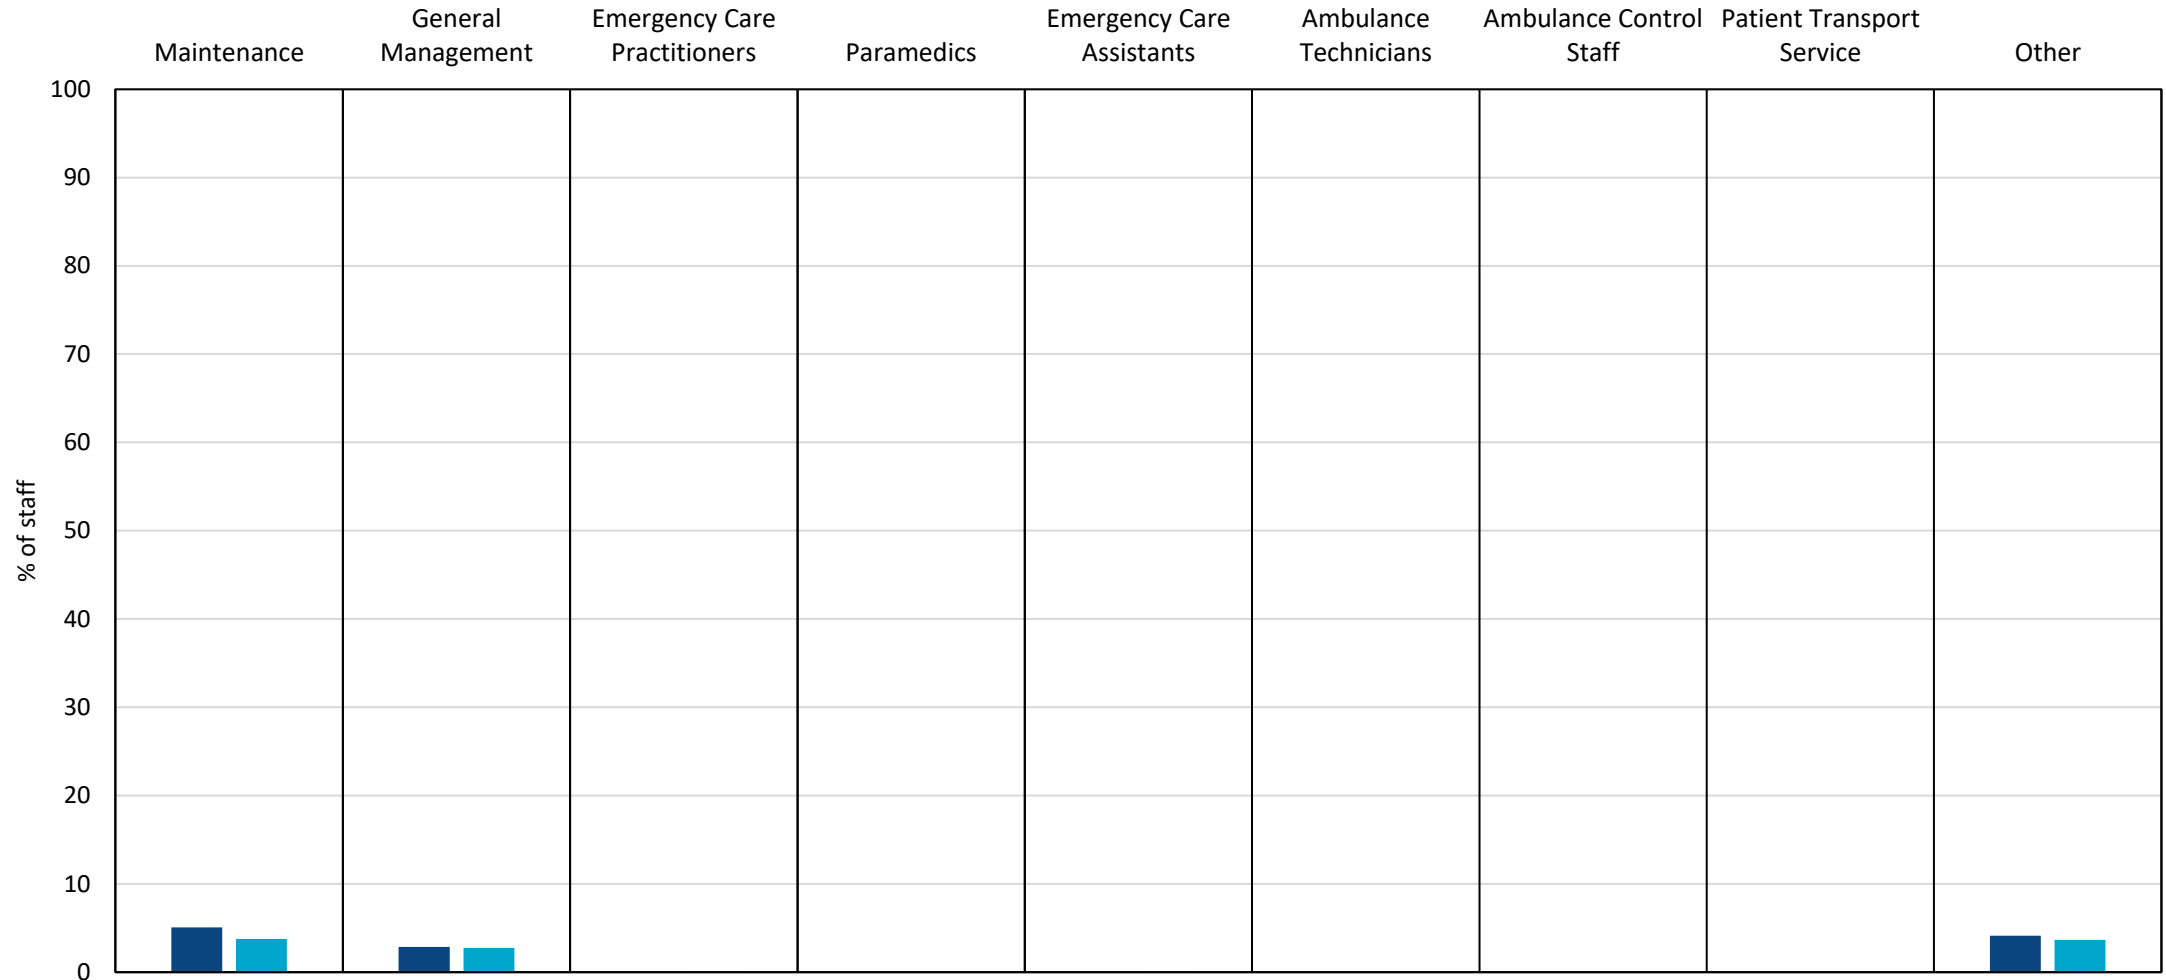 Maintenance
General
Management
Emergency Care
Practitioners
Paramedics
Emergency Care
Assistants
Ambulance
Technicians
Ambulance Control
Staff
Patient Transport
Service
Other
100
90
80
70
60
50
40
30
20
10
0
% of staff